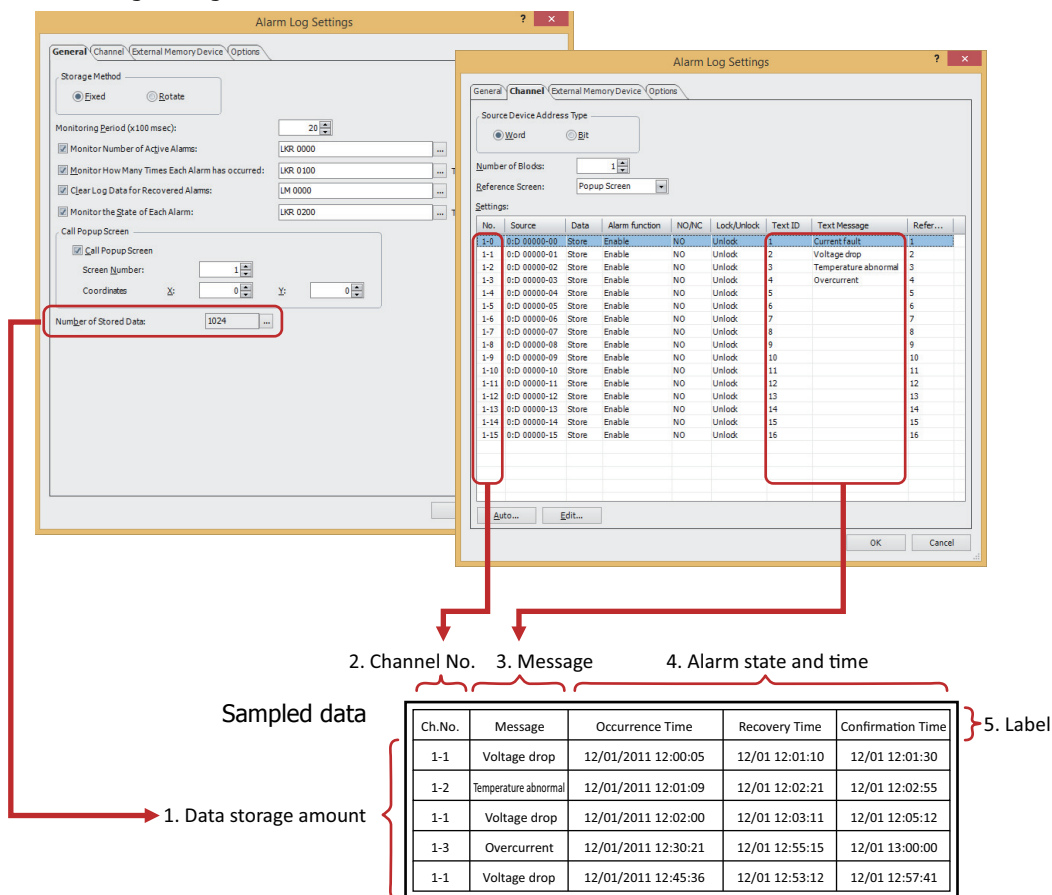 Alarm Log Settings ? ×
General Channel External Memory Device Options
Storage Method
Fixed Rotate
Monitoring Period (x100 msec): 20
Monitor Number of Active Alarms: LKR 0000 ...
Monitor How Many Times Each Alarm has occurred: LKR 0100 ... T
Clear Log Data for Recovered Alams: LM 0000 ...
Monitor the State of Each Alarm: LKR 0200 ... T
Call Popup Screen
Call Popup Screen
Screen Number: 1
Coordinates X: 0 Y: 0
Number of Stored Data: 1024 ...
Alarm Log Settings ? ×
General Channel External Memory Device Options
Source Device Address Type
Word Bit
Number of Blocks: 1
Reference Screen: Popup Screen
Settings:
No. Source Data Alarm function NO/NC Lock/Unlock Text ID Text Message Refer...
1-0 0:D 00000-00 Store Enable NO Unlock 1 Current fault 1
1-1 0:D 00000-01 Store Enable NO Unlock 2 Voltage drop 2
1-2 0:D 00000-02 Store Enable NO Unlock 3 Temperature abnormal 3
1-3 0:D 00000-03 Store Enable NO Unlock 4 Overcurrent 4
1-4 0:D 00000-04 Store Enable NO Unlock 5 5
1-5 0:D 00000-05 Store Enable NO Unlock 6 6
1-6 0:D 00000-06 Store Enable NO Unlock 7 7
1-7 0:D 00000-07 Store Enable NO Unlock 8 8
1-8 0:D 00000-08 Store Enable NO Unlock 9 9
1-9 0:D 00000-09 Store Enable NO Unlock 10 10
1-10 0:D 00000-10 Store Enable NO Unlock 11 11
1-11 0:D 00000-11 Store Enable NO Unlock 12 12
1-12 0:D 00000-12 Store Enable NO Unlock 13 13
1-13 0:D 00000-13 Store Enable NO Unlock 14 14
1-14 0:D 00000-14 Store Enable NO Unlock 15 15
1-15 0:D 00000-15 Store Enable NO Unlock 16 16
Auto... Edit...
OK Cancel
2. Channel No. 3. Message 4. Alarm state and time
Sampled data
Ch.No. Message Occurrence Time Recovery Time Confirmation Time
5. Label
1-1 Voltage drop 12/01/2011 12:00:05 12/01 12:01:10 12/01 12:01:30
1-2 Temperature abnormal 12/01/2011 12:01:09 12/01 12:02:21 12/01 12:02:55
1. Data storage amount
1-1 Voltage drop 12/01/2011 12:02:00 12/01 12:03:11 12/01 12:05:12
1-3 Overcurrent 12/01/2011 12:30:21 12/01 12:55:15 12/01 13:00:00
1-1 Voltage drop 12/01/2011 12:45:36 12/01 12:53:12 12/01 12:57:41